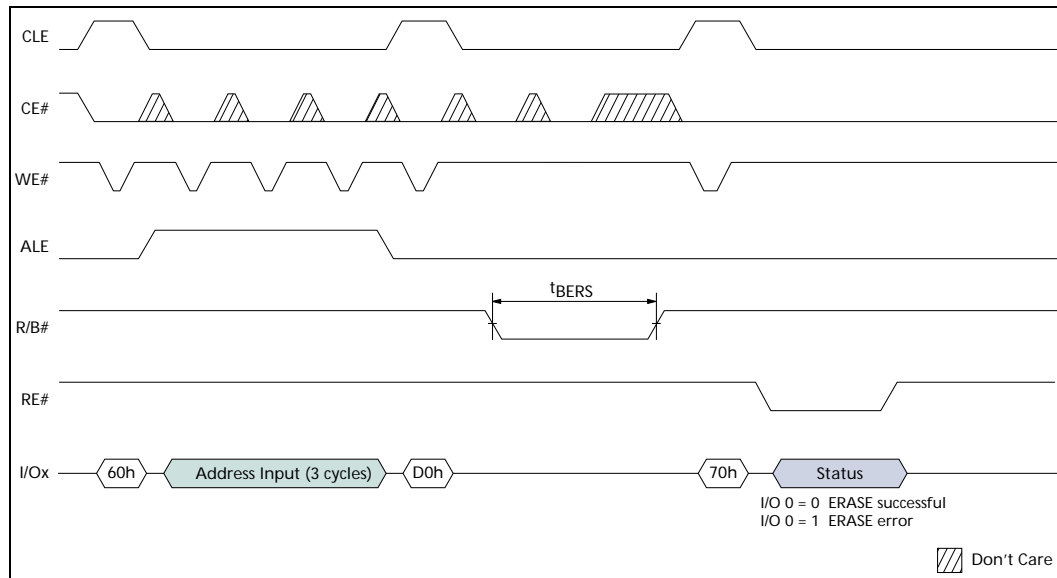 CLE
CE#
WE#
ALE
tBERS
R/B#
RE#
I/Ox
60h
Address Input (3 cycles)
D0h
70h
Status
I/O 0 = 0 ERASE successful
I/O 0 = 1 ERASE error
Don't Care